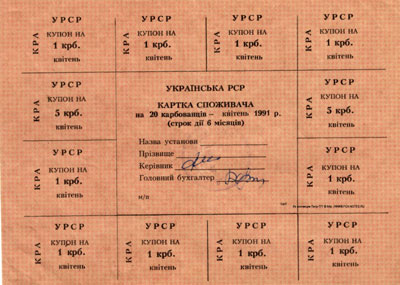 КРА
УРСР
КУПОН НА
1 крб.
квітень
КРА
УРСР
КУПОН НА
1 крб.
квітень
КРА
УРСР
КУПОН НА
1 крб.
квітень
КРА
УРСР
КУПОН НА
1 крб.
квітень
КРА
УРСР
КУПОН НА
5 крб.
квітень
УКРАЇНСЬКА РСР
КАРТКА СПОЖИВАЧА
на 20 карбованців – квітень 1991 р.
(строк дії 6 місяців)
Назва установи
Прізвище
Керівник
Головний бухгалтер
м/п
КРА
УРСР
КУПОН НА
5 крб.
квітень
КРА
УРСР
КУПОН НА
1 крб.
квітень
КРА
УРСР
КУПОН НА
1 крб.
квітень
КРА
УРСР
КУПОН НА
1 крб.
квітень
КРА
УРСР
КУПОН НА
1 крб.
квітень
КРА
УРСР
КУПОН НА
1 крб.
квітень
КРА
УРСР
КУПОН НА
1 крб.
квітень